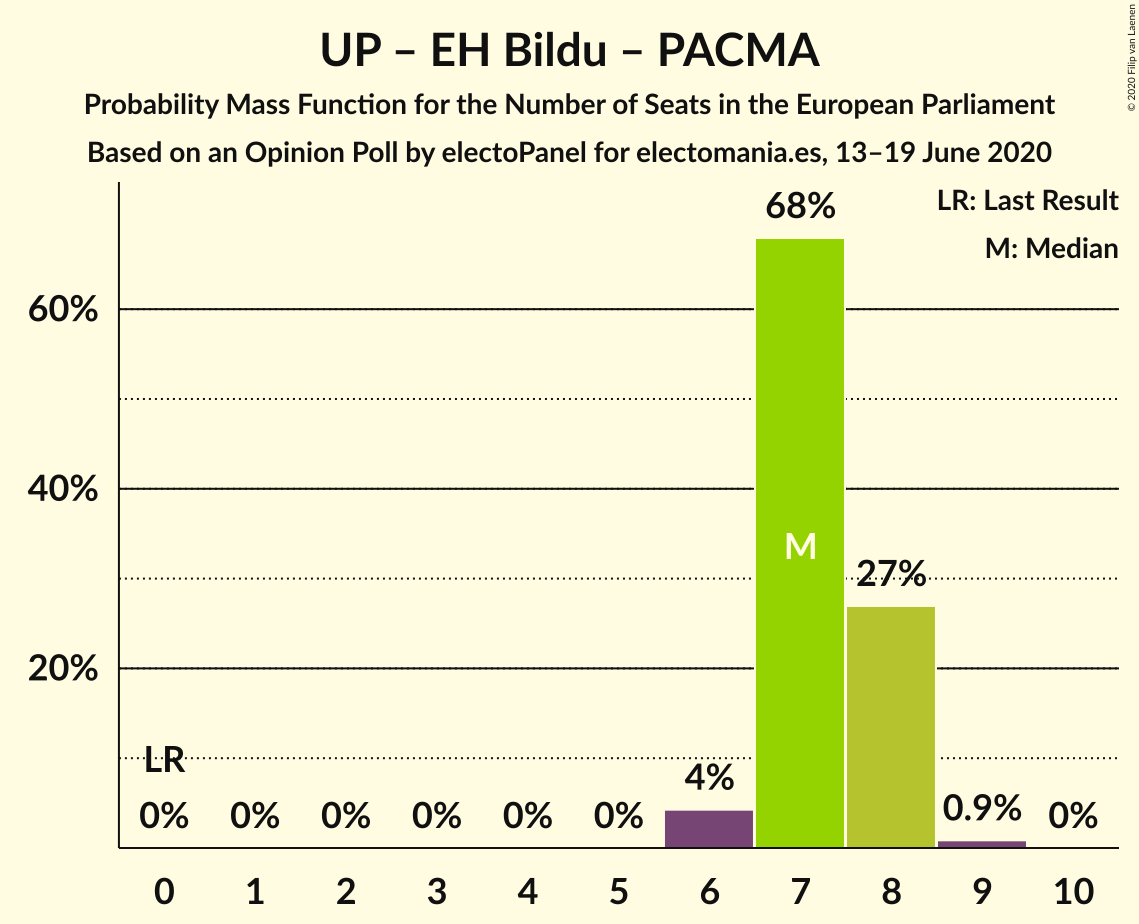 UP – EH Bildu – PACMA
Probability Mass Function for the Number of Seats in the European Parliament
Based on an Opinion Poll by electoPanel for electomania.es, 13–19 June 2020
© 2020 Filip van Laenen
LR: Last Result
M: Median
68%
60%
40%
M
27%
20%
LR
4%
0% 0% 0% 0% 0% 0% 0.9% 0%
0 1 2 3 4 5 6 7 8 9 10